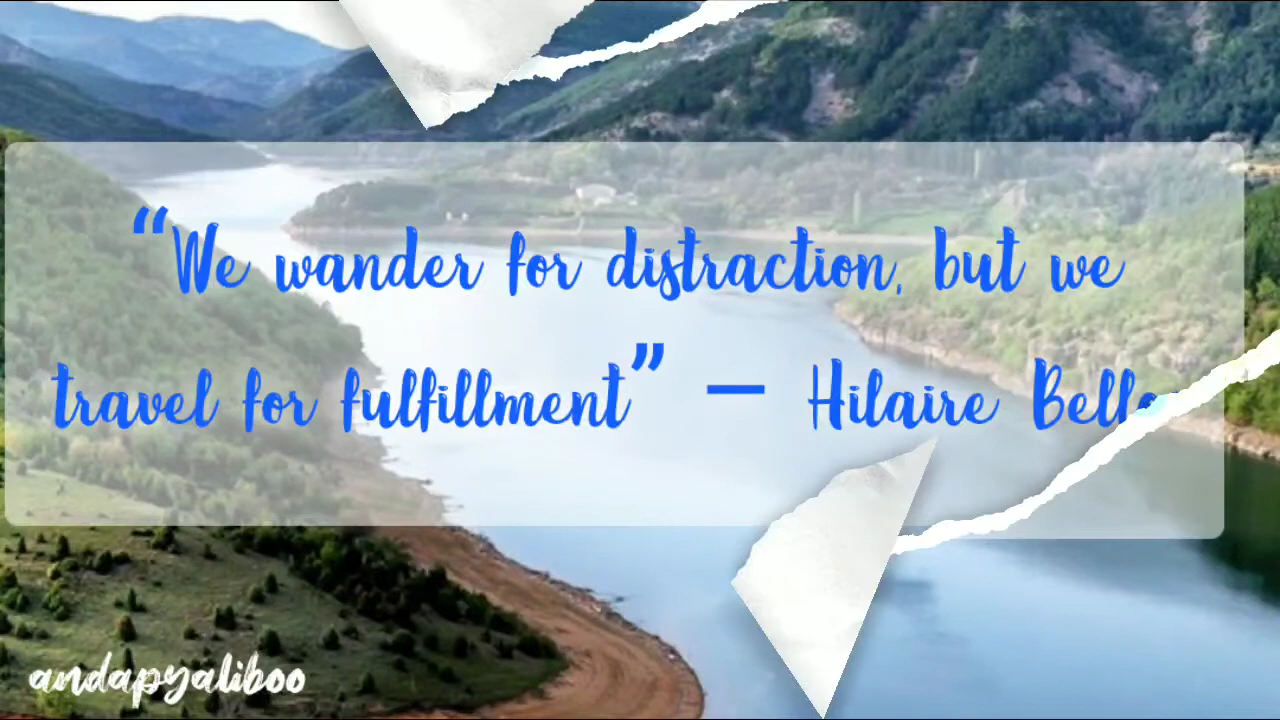 “We wander for distraction, but we
travel for fulfillment” – Hilaire
andapyaliboo